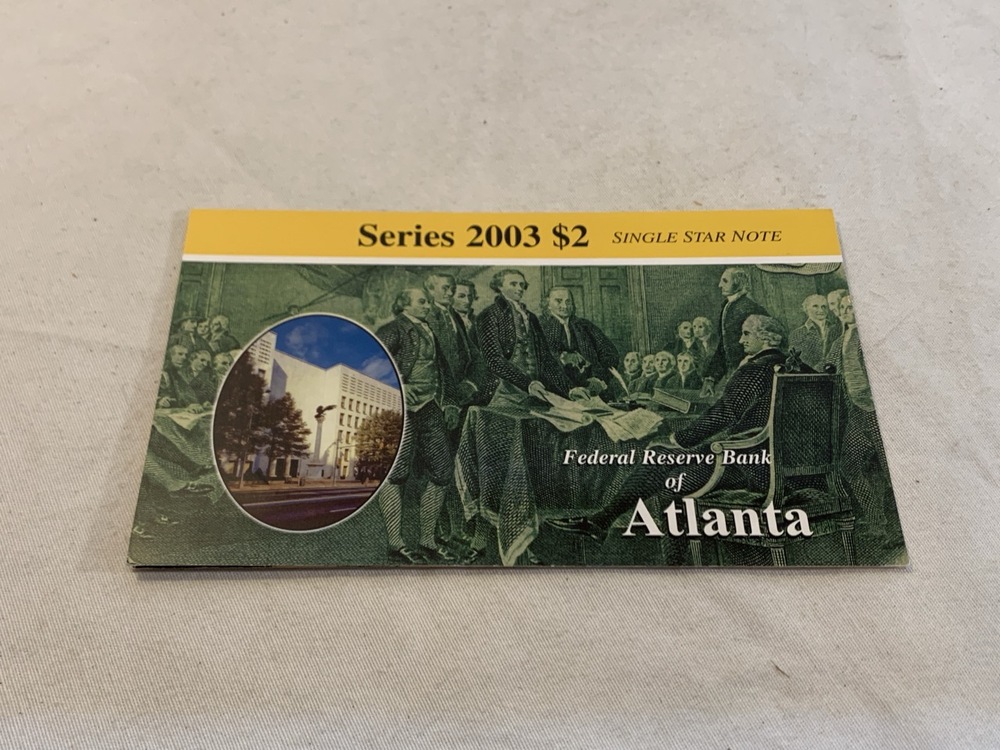 Series 2003 $2 SINGLE STAR NOTE
Federal Reserve Bank
of
Atlanta